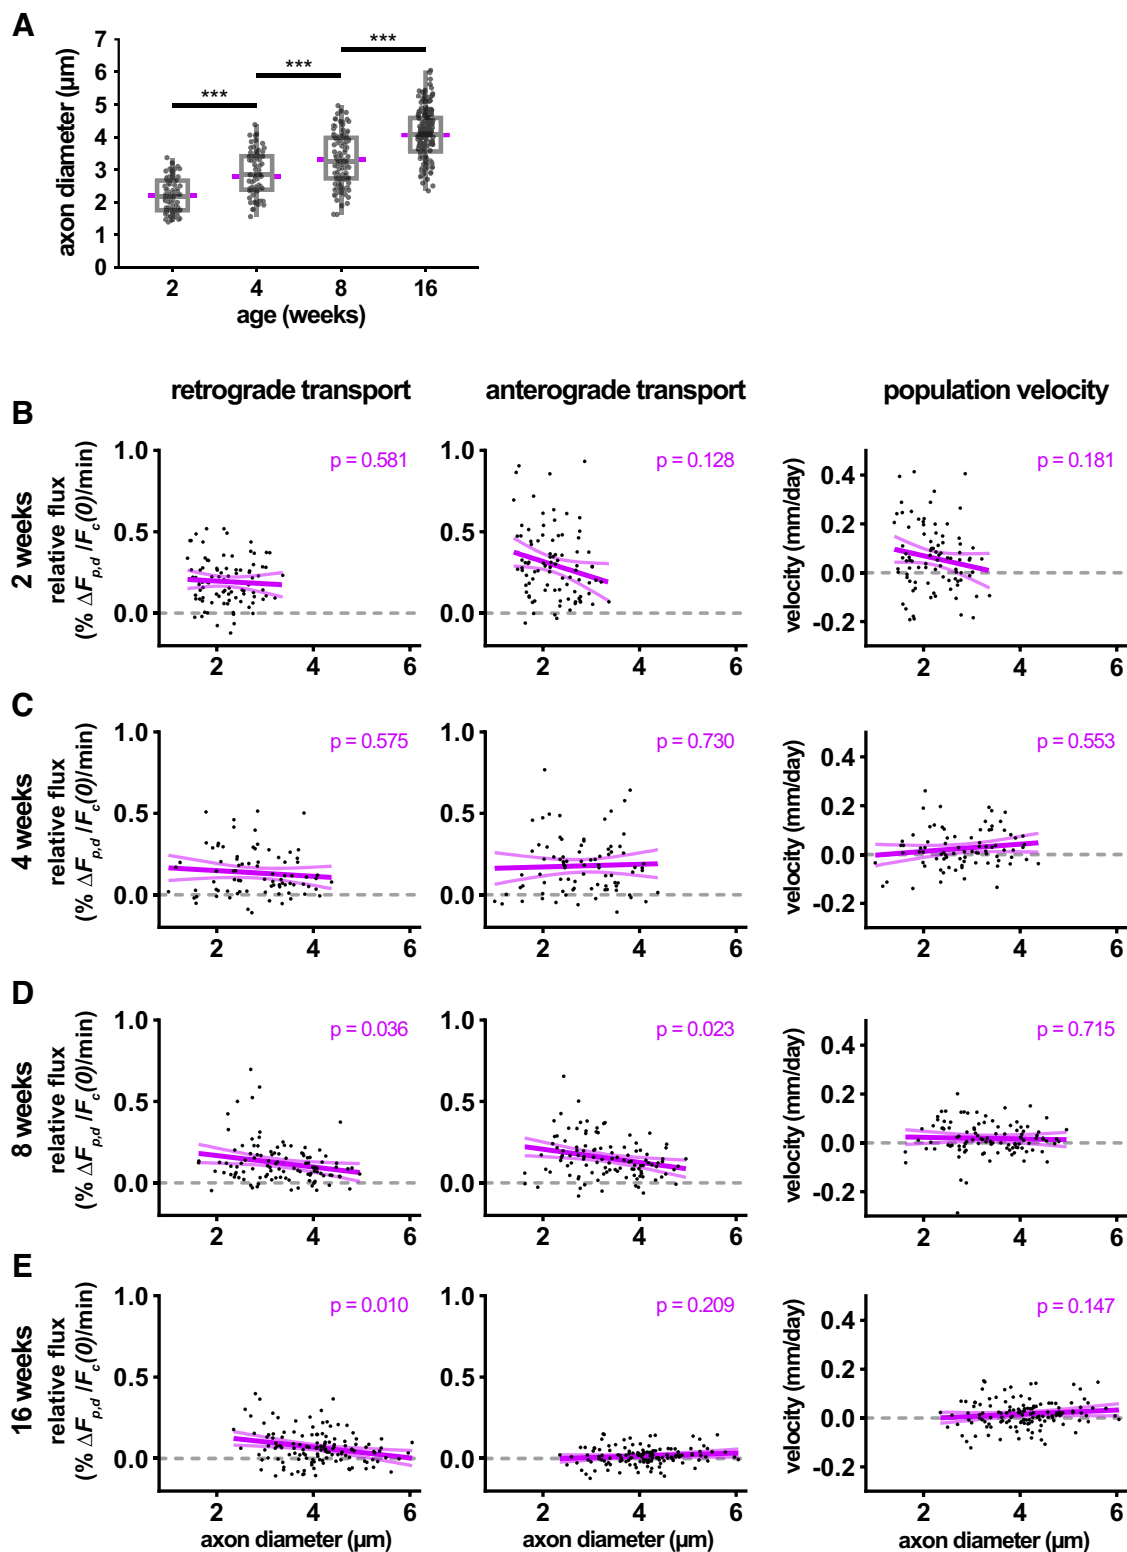 A
axon diameter (µm)
7
6
5
4
3
2
1
0
***
***
***
2 4 8 16
age (weeks)
retrograde transport anterograde transport population velocity
B
2 weeks
relative flux
(% ΔF p,d /F c (0)/min)
1.0
0.5
0.0
p = 0.581
2 4 6
1.0
0.5
0.0
p = 0.128
2 4 6
velocity (mm/day)
0.4
0.2
0.0
-0.2
p = 0.181
2 4 6
C
4 weeks
relative flux
(% ΔF p,d /F c (0)/min)
1.0
0.5
0.0
p = 0.575
2 4 6
1.0
0.5
0.0
p = 0.730
2 4 6
velocity (mm/day)
0.4
0.2
0.0
-0.2
p = 0.553
2 4 6
D
8 weeks
relative flux
(% ΔF p,d /F c (0)/min)
1.0
0.5
0.0
p = 0.036
2 4 6
1.0
0.5
0.0
p = 0.023
2 4 6
velocity (mm/day)
0.4
0.2
0.0
-0.2
p = 0.715
2 4 6
E
16 weeks
relative flux
(% ΔF p,d /F c (0)/min)
1.0
0.5
0.0
p = 0.010
2 4 6
axon diameter (µm)
1.0
0.5
0.0
p = 0.209
2 4 6
axon diameter (µm)
velocity (mm/day)
0.4
0.2
0.0
-0.2
p = 0.147
2 4 6
axon diameter (µm)